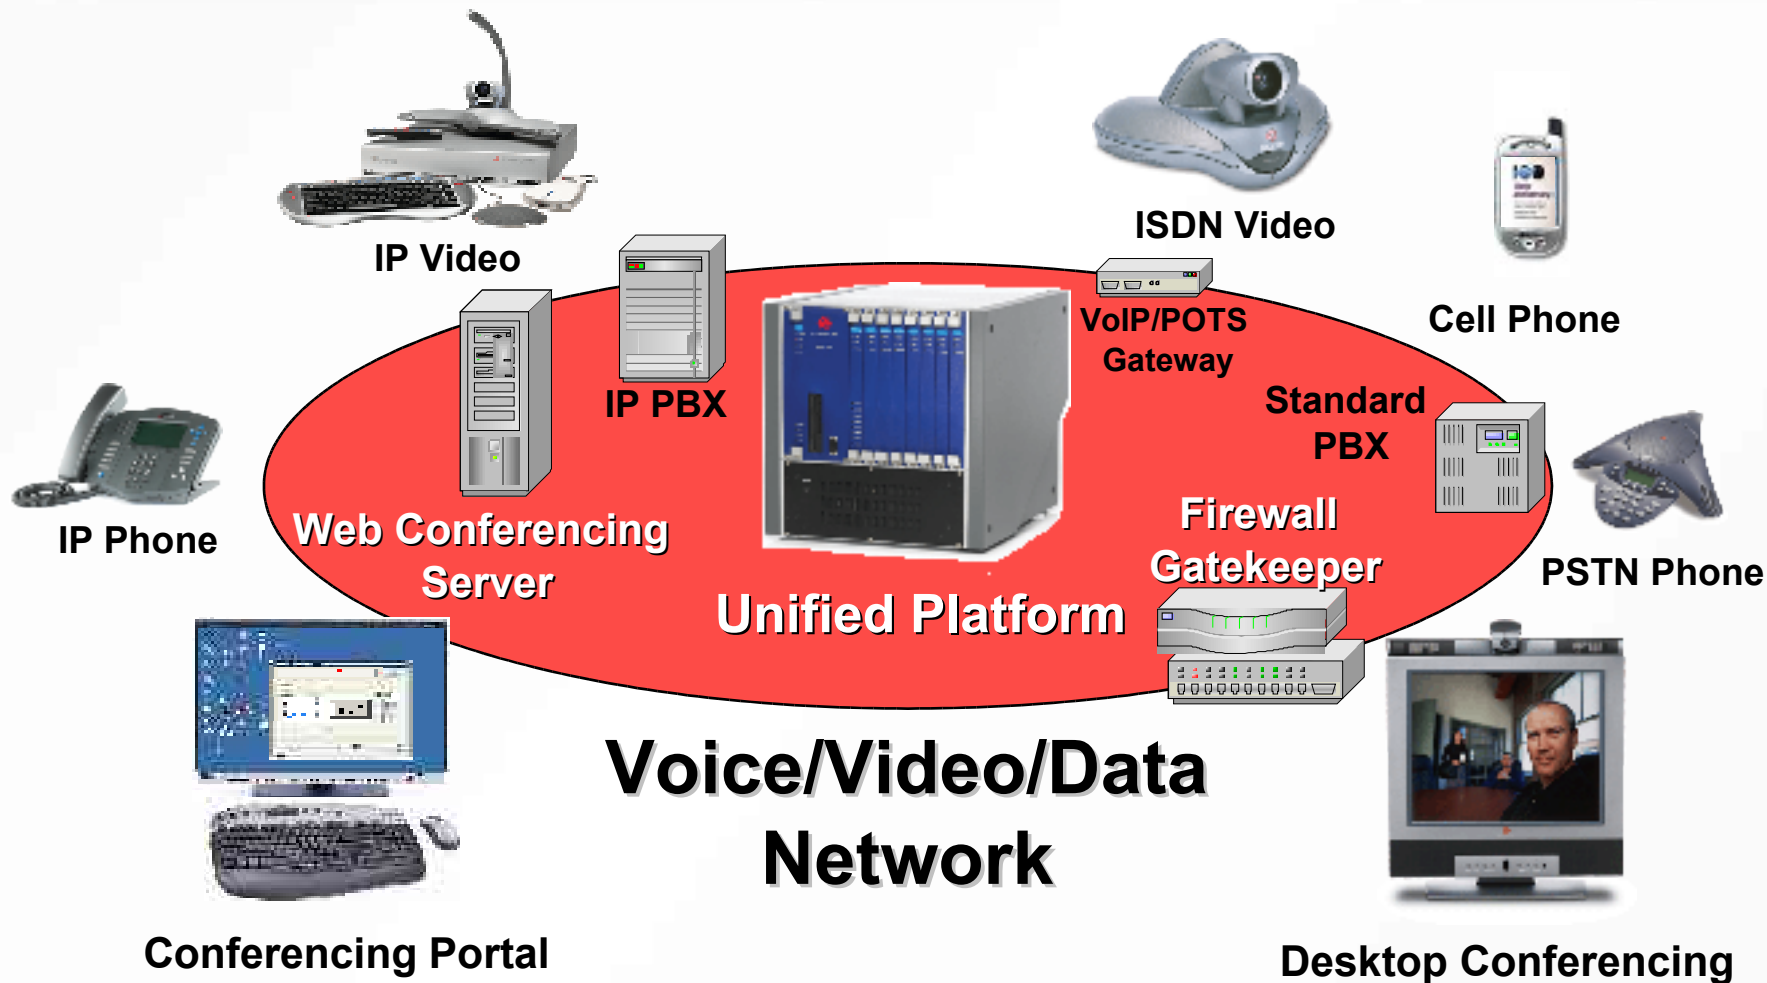 ISDN Video
IP Video
VoIP/POTS
Gateway
Cell Phone
IP PBX
Standard
PBX
IP Phone
Web Conferencing
Server
Firewall
Gatekeeper
PSTN Phone
Unified Platform
Voice/Video/Data
Network
Conferencing Portal
Desktop Conferencing